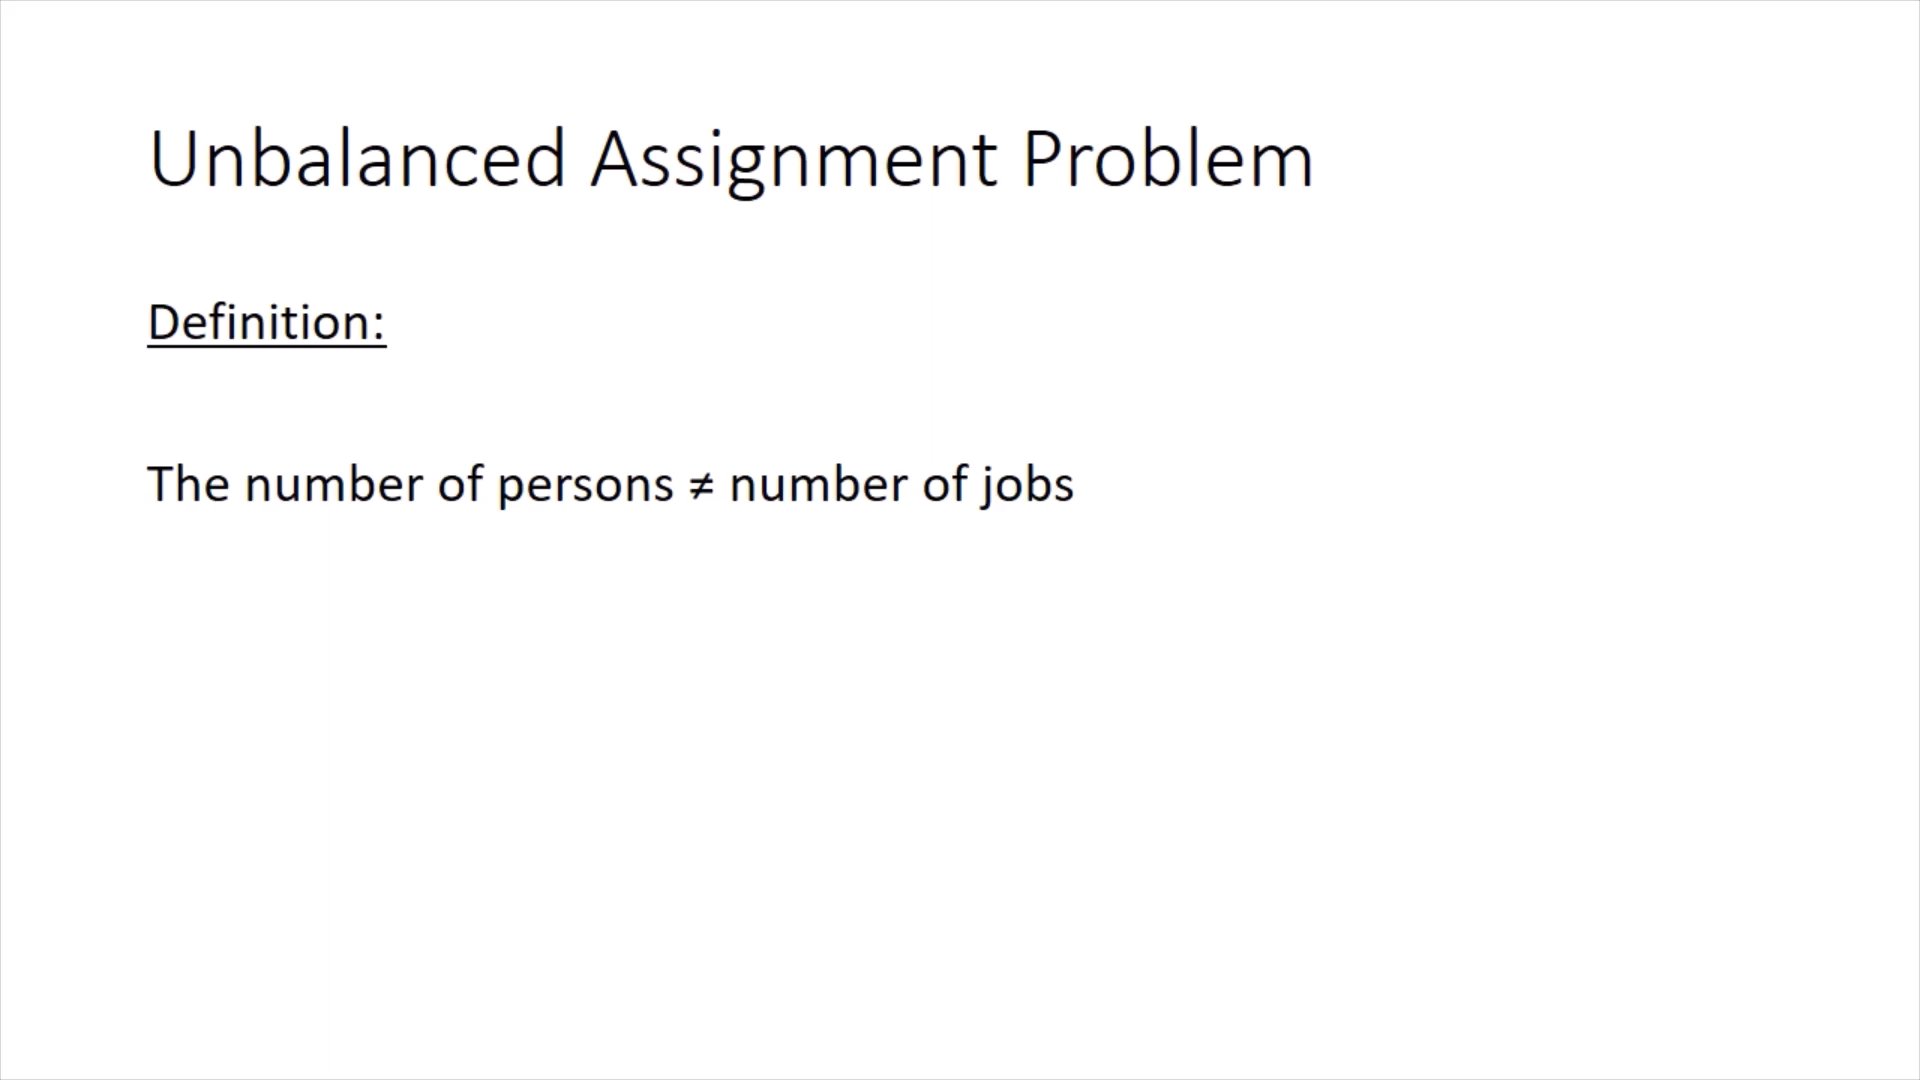 Unbalanced Assignment Problem
Definition:
The number of persons ≠ number of jobs